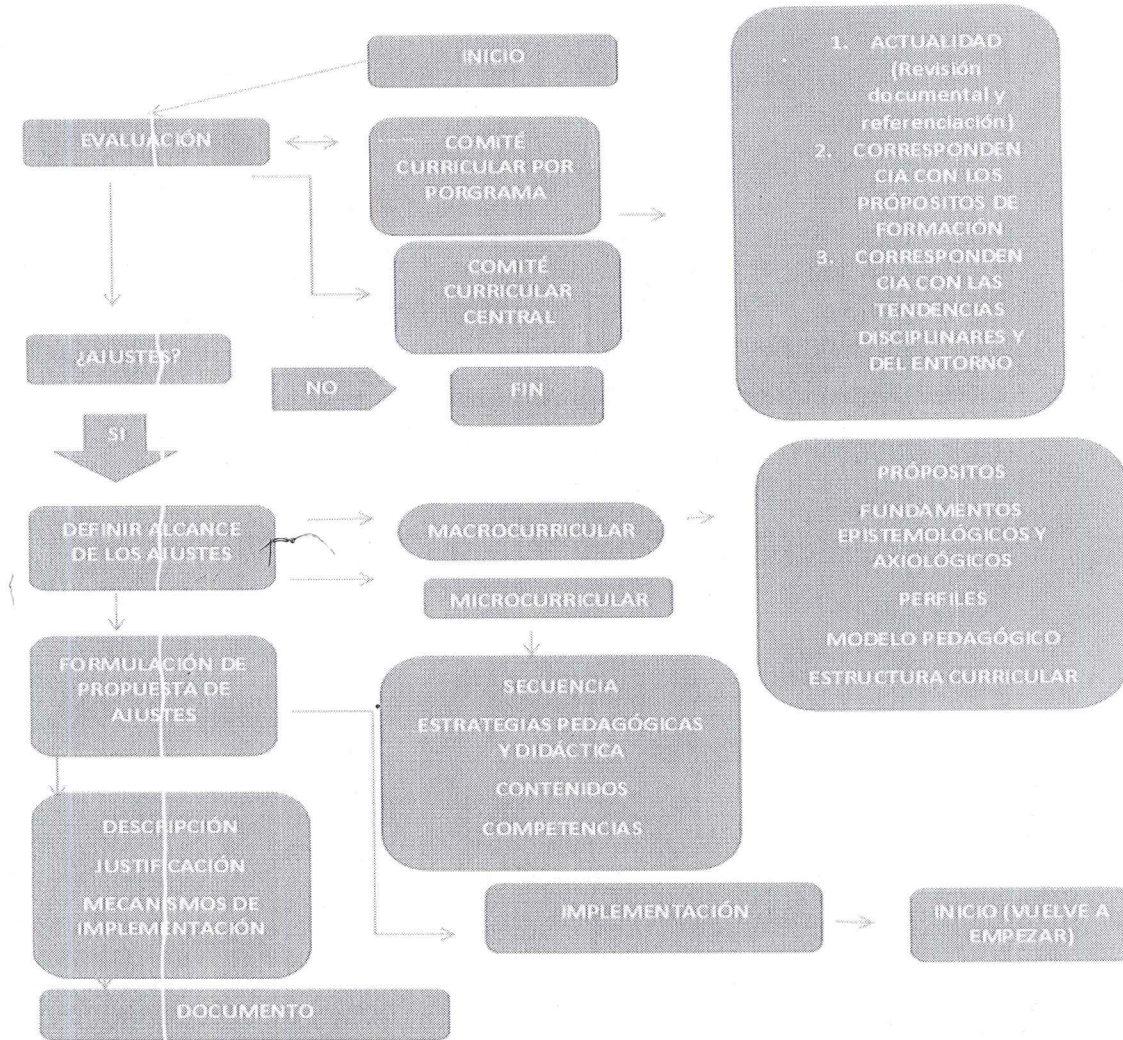 INICIO
EVALUACIÓN
COMITÉ
CURRICULAR POR
PORGRAMA
COMITÉ
CURRICULAR
CENTRAL
1. ACTUALIDAD
(Revisión
documental y
referenciación)
2. CORRESPONDEN
CIA CON LOS
PRÓPOSITOS DE
FORMACIÓN
3. CORRESPONDEN
CIA CON LAS
TENDENCIAS
DISCIPLINARES Y
DEL ENTORNO
¿AJUSTES?
NO
FIN
SI
DEFINIR ALCANCE
DE LOS AJUSTES
MACROCURRICULAR
MICROCURRICULAR
PRÓPOSITOS
FUNDAMENTOS
EPISTEMOLÓGICOS Y
AXIOLÓGICOS
PERFILES
MODELO PEDAGÓGICO
ESTRUCTURA CURRICULAR
FORMULACIÓN DE
PROPUESTA DE
AJUSTES
SECUENCIA
ESTRATEGIAS PEDAGÓGICAS
Y DIDÁCTICA
CONTENIDOS
COMPETENCIAS
DESCRIPCIÓN
JUSTIFICACIÓN
MECANISMOS DE
IMPLEMENTACIÓN
IMPLEMENTACIÓN
INICIO (VUELVE A
EMPEZAR)
DOCUMENTO